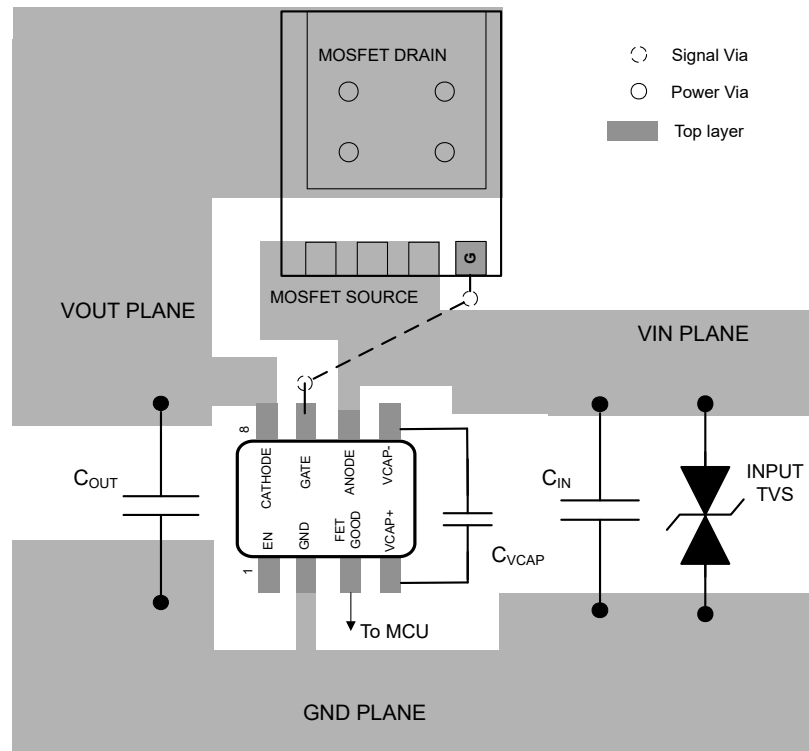 MOSFET DRAIN
Signal Via
Power Via
Top layer
G
MOSFET SOURCE
VOUT PLANE
VIN PLANE
8
CATHODE
GATE
ANODE
VCAP-
COUT
CIN
INPUT
TVS
EN
GND
FET
GOOD
VCAP+
CVCAP
1
To MCU
GND PLANE